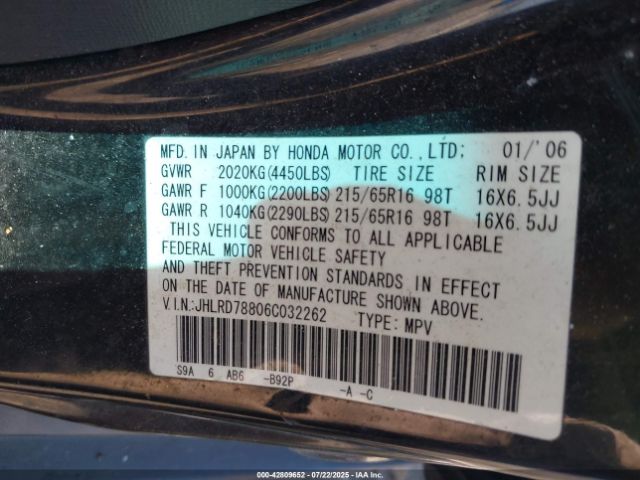 MFD. IN JAPAN BY HONDA MOTOR CO., LTD: 01/'06
GVWR 2020KG(4450LBS) TIRE SIZE RIM SIZE
GAWR F 1000KG(2200LBS) 215/65R16 98T 16X6.5JJ
GAWR R 1040KG(2290LBS) 215/65R16 98T 16X6.5JJ
THIS VEHICLE CONFORMS TO ALL APPLICABLE
FEDERAL MOTOR VEHICLE SAFETY
AND THEFT PREVENTION STANDARDS IN EFFECT
ON THE DATE OF MANUFACTURE SHOWN ABOVE.
V.I.N.:JHLRD78806C032262 TYPE: MPV
S9A 6 AB6 -B92P -A -C
000-42809652 - 07/22/2025 - IAA Inc.